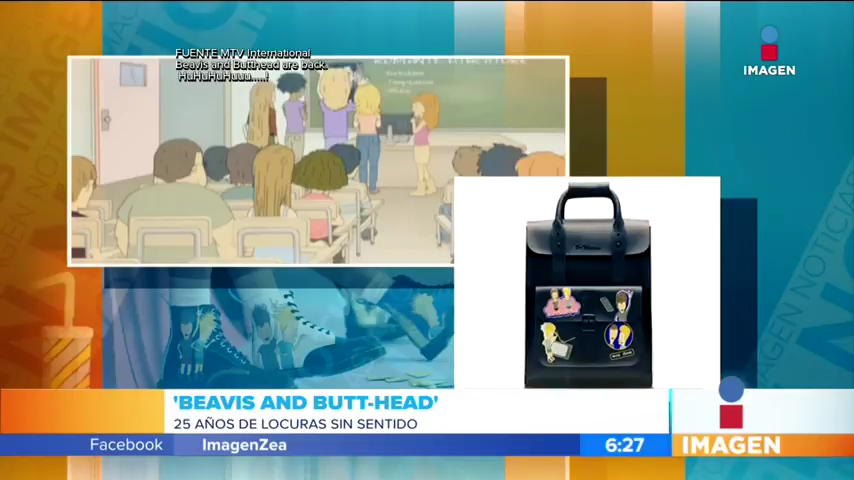 FUENTE MTV International
Beavis and Butthead are back.
HuHuHuHuuu.....!
IMAGEN
'BEAVIS AND BUTT-HEAD'
25 AÑOS DE LOCURAS SIN SENTIDO
Facebook
ImagenZea
6:27
IMAGEN